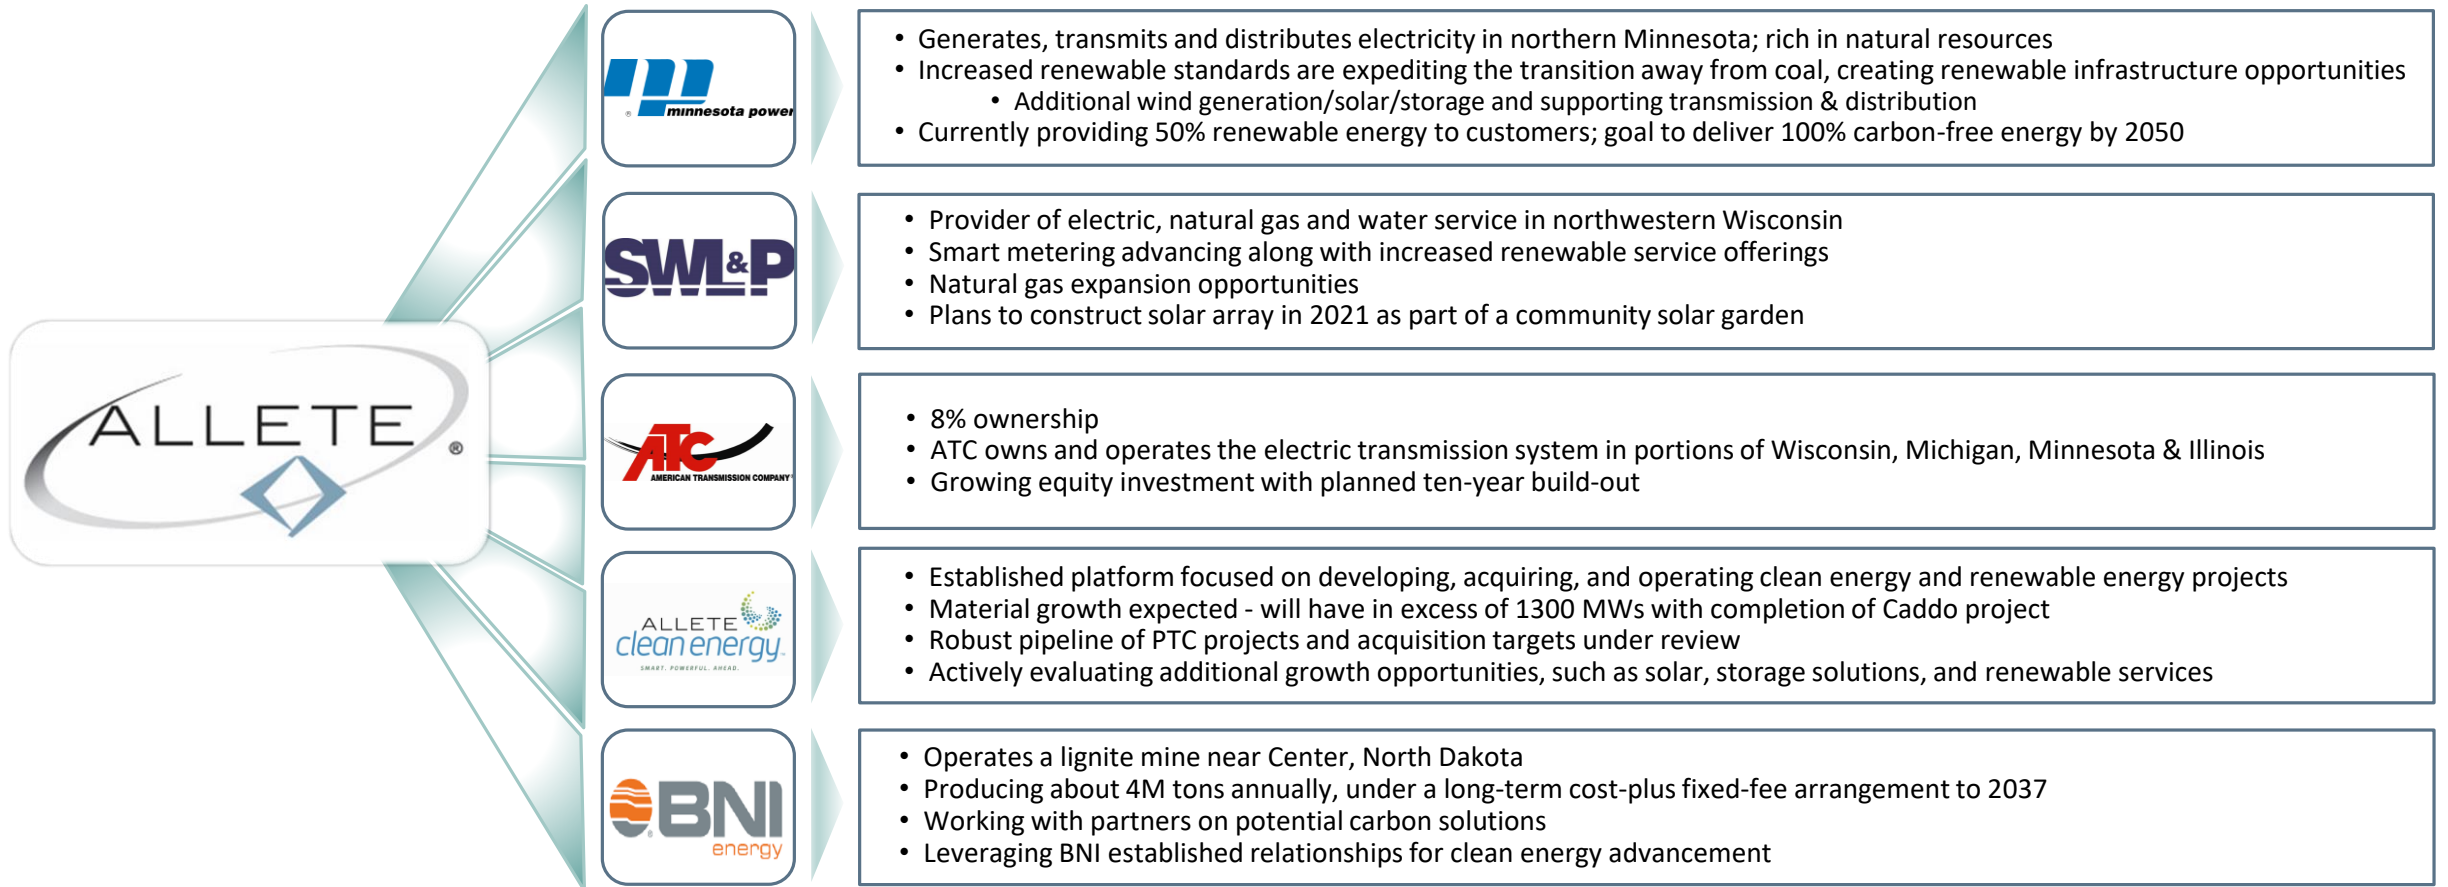 ALLETE ®
® minnesota power
• Generates, transmits and distributes electricity in northern Minnesota; rich in natural resources
• Increased renewable standards are expediting the transition away from coal, creating renewable infrastructure opportunities
• Additional wind generation/solar/storage and supporting transmission & distribution
• Currently providing 50% renewable energy to customers; goal to deliver 100% carbon-free energy by 2050
SWL&P
• Provider of electric, natural gas and water service in northwestern Wisconsin
• Smart metering advancing along with increased renewable service offerings
• Natural gas expansion opportunities
• Plans to construct solar array in 2021 as part of a community solar garden
ATC
AMERICAN TRANSMISSION COMPANY
• 8% ownership
• ATC owns and operates the electric transmission system in portions of Wisconsin, Michigan, Minnesota & Illinois
• Growing equity investment with planned ten-year build-out
ALLETE
clean energy
SMART. POWERFUL. AHEAD.
• Established platform focused on developing, acquiring, and operating clean energy and renewable energy projects
• Material growth expected - will have in excess of 1300 MWs with completion of Caddo project
• Robust pipeline of PTC projects and acquisition targets under review
• Actively evaluating additional growth opportunities, such as solar, storage solutions, and renewable services
BNI
energy
• Operates a lignite mine near Center, North Dakota
• Producing about 4M tons annually, under a long-term cost-plus fixed-fee arrangement to 2037
• Working with partners on potential carbon solutions
• Leveraging BNI established relationships for clean energy advancement